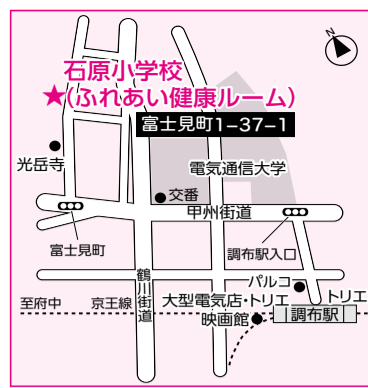 N
石原小学校
★(ふれあい健康ルーム)
富士見町1-37-1
光岳寺
電気通信大学
交番
甲州街道
富士見町
調布駅入口
鶴川街道
パルコ
至府中
京王線
大型電気店・トリエ
トリエ
映画館
調布駅